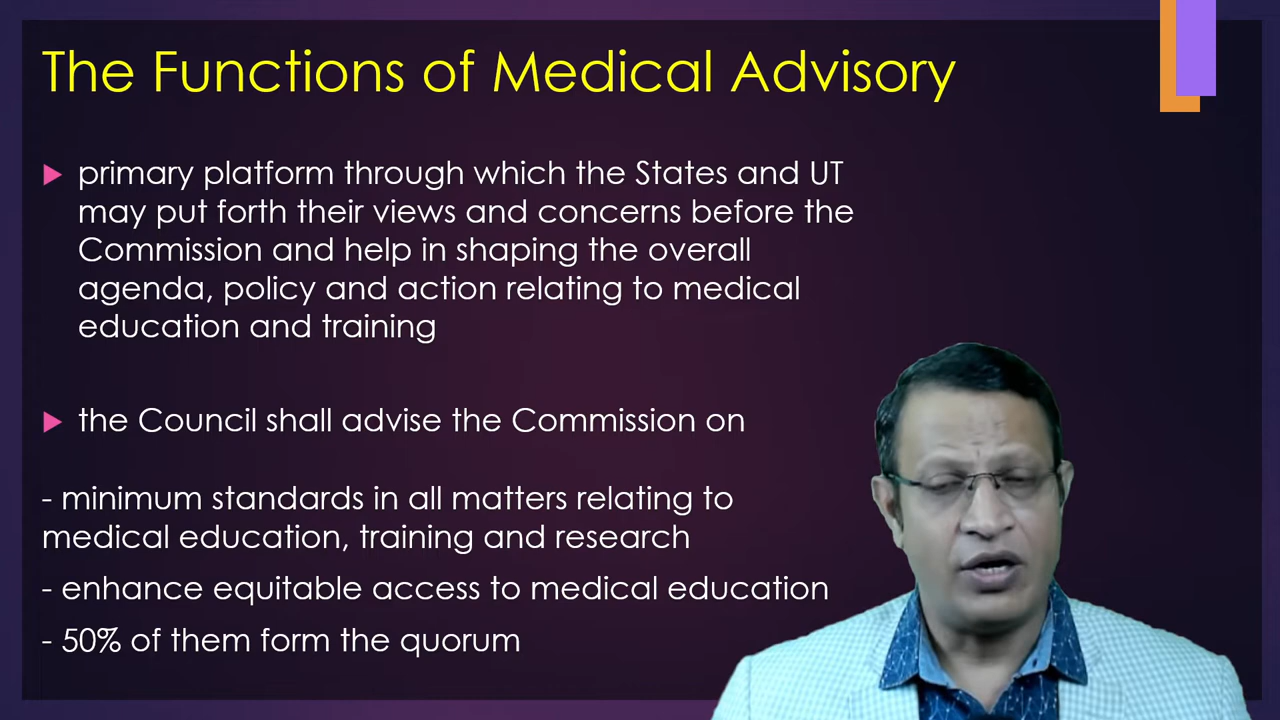 The Functions of Medical Advisory
primary platform through which the States and UT
may put forth their views and concerns before the
Commission and help in shaping the overall
agenda, policy and action relating to medical
education and training
the Council shall advise the Commission on
- minimum standards in all matters relating to
medical education, training and research
- enhance equitable access to medical education
- 50% of them form the quorum